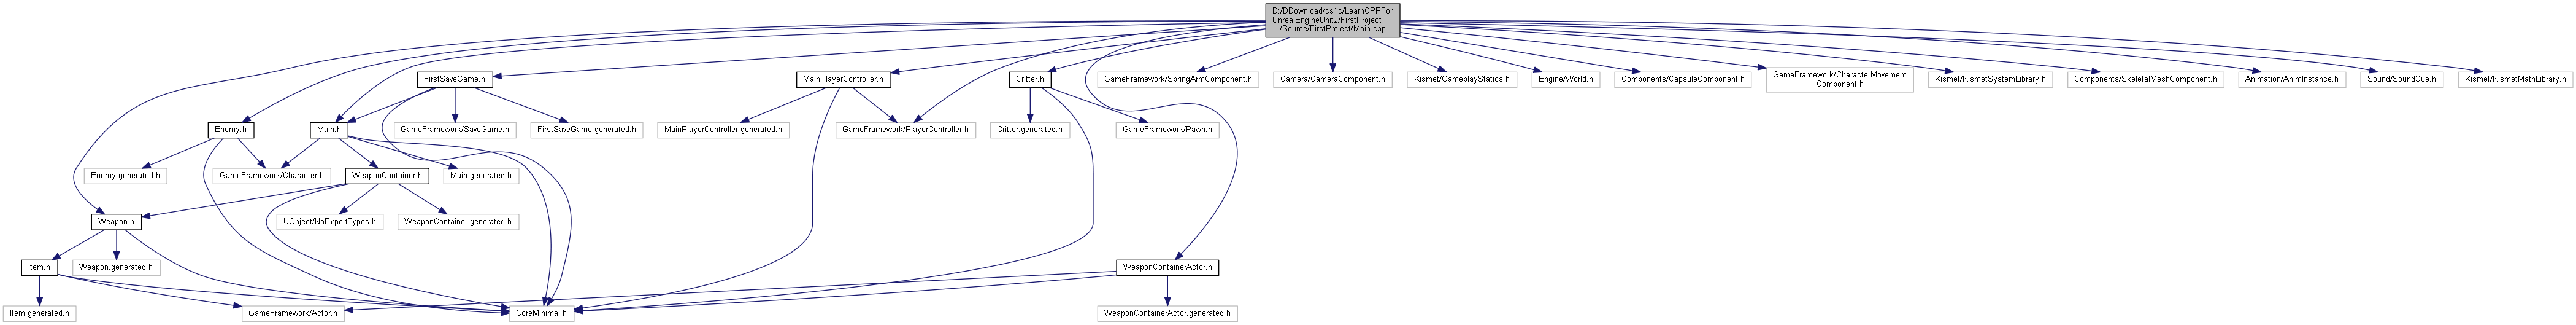 D:/DDownload/cs1c/LearnCPPFor
UnrealEngineUnit2/FirstProject
/Source/FirstProject/Main.cpp
FirstSaveGame.h
MainPlayerController.h
Critter.h
GameFramework/SpringArmComponent.h
Camera/CameraComponent.h
Kismet/GameplayStatics.h
Engine/World.h
Components/CapsuleComponent.h
GameFramework/CharacterMovement
Component.h
Kismet/KismetSystemLibrary.h
Components/SkeletalMeshComponent.h
Animation/AnimInstance.h
Sound/SoundCue.h
Kismet/KismetMathLibrary.h
Enemy.h
Main.h
GameFramework/SaveGame.h
FirstSaveGame.generated.h
MainPlayerController.generated.h
GameFramework/PlayerController.h
Critter.generated.h
GameFramework/Pawn.h
Enemy.generated.h
GameFramework/Character.h
WeaponContainer.h
Main.generated.h
Weapon.h
UObject/NoExportTypes.h
WeaponContainer.generated.h
Item.h
Weapon.generated.h
WeaponContainerActor.h
Item.generated.h
GameFramework/Actor.h
CoreMinimal.h
WeaponContainerActor.generated.h